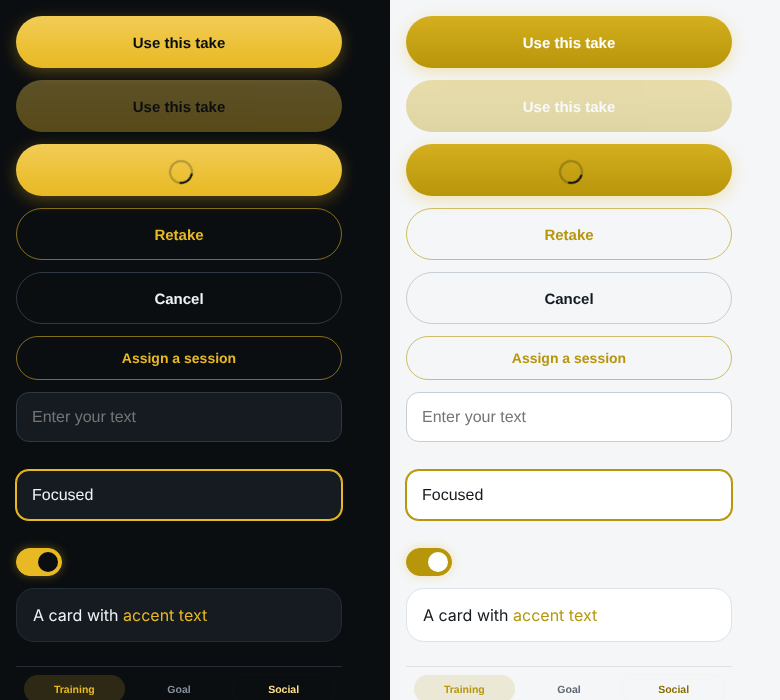 Use this take
Use this take
Retake
Cancel
Assign a session
Enter your text
Focused
A card with accent text
Training Goal Social
Use this take
Use this take
Retake
Cancel
Assign a session
Enter your text
Focused
A card with accent text
Training Goal Social